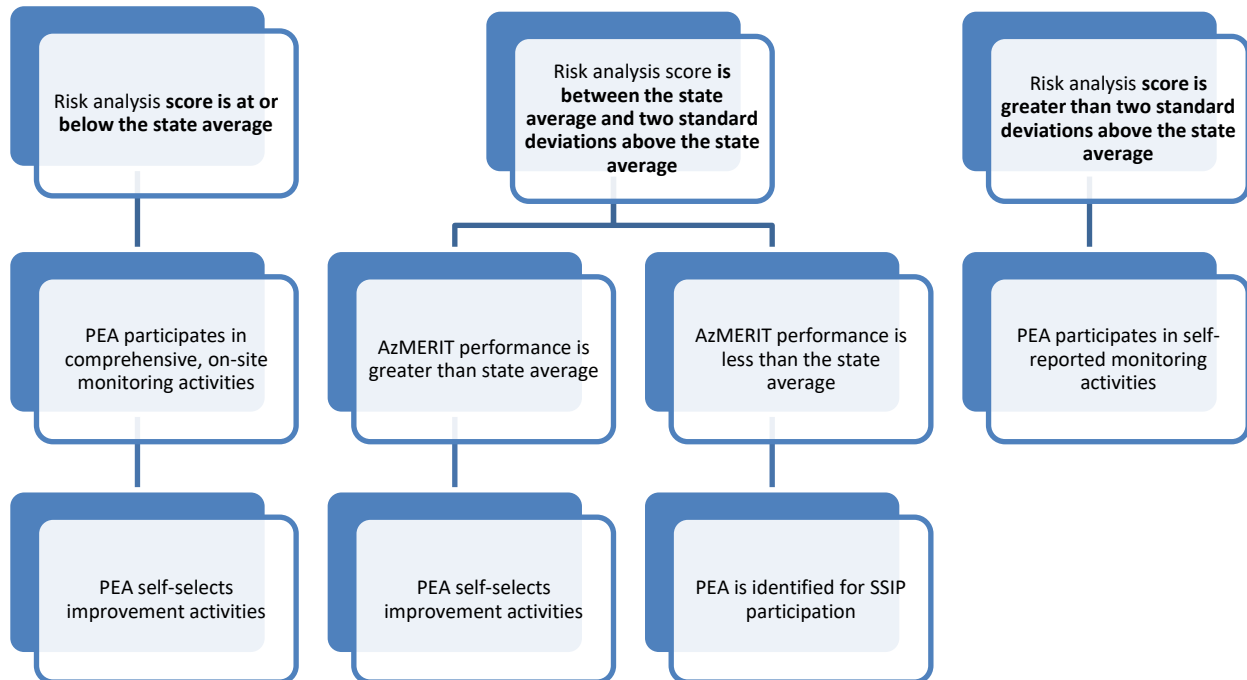 Risk analysis score is at or
below the state average
Risk analysis score is
between the state
average and two standard
deviations above the state
average
Risk analysis score is
greater than two standard
deviations above the state
average
PEA participates in
comprehensive, on-site
monitoring activities
AzMERIT performance is
greater than state average
AzMERIT performance is
less than the state
average
PEA participates in self-
reported monitoring
activities
PEA self-selects
improvement activities
PEA self-selects
improvement activities
PEA is identified for SSIP
participation